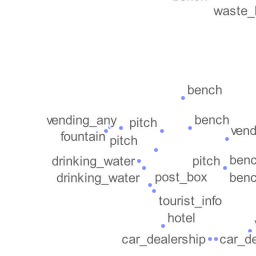 waste_
bench
vending_any
pitch
bench
vend
fountain
pitch
drinking_water
pitch
benc
drinking_water
post_box
benc
tourist_info
hotel
car_dealership
car_de